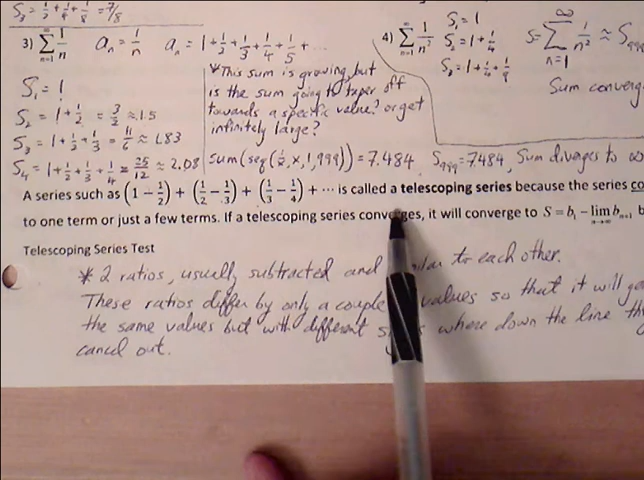 S₃ = 1/2 + 1/4 + 1/8 = 7/8
3) ∑_{n=1}^{∞} 1/n   aₙ = 1/n   aₙ = 1 + 1/2 + 1/3 + 1/4 + 1/5 + ...
S₁ = 1
S₂ = 1 + 1/2 = 3/2 ≈ 1.5
S₃ = 1 + 1/2 + 1/3 = 11/6 ≈ 1.83
S₄ = 1 + 1/2 + 1/3 + 1/4 = 25/12 ≈ 2.08
* This sum is growing, but
is the sum going to taper off
towards a specific value? or get
infinitely large?
sum(seq(1/x, x, 1, 999)) = 7.484
4) ∑_{n=1}^{∞} 1/n²
S₁ = 1
S₂ = 1 + 1/4
S₃ = 1 + 1/4 + 1/9
S = ∑_{n=1}^{∞} 1/n² ≈ S₉₉₉
Sum converg
S₉₉₉ = 7.484, Sum diverges to ∞
A series such as (1 − 1/2) + (1/2 − 1/3) + (1/3 − 1/4) + ··· is called a telescoping series because the series co
to one term or just a few terms. If a telescoping series converges, it will converge to S = b₁ − lim_{n→∞} bₙ₊₁ b
Telescoping Series Test
* 2 ratios, usually subtracted and to each other.
These ratios differ by only a couple values so that it will
the same values but with different where down the line
cancel out.